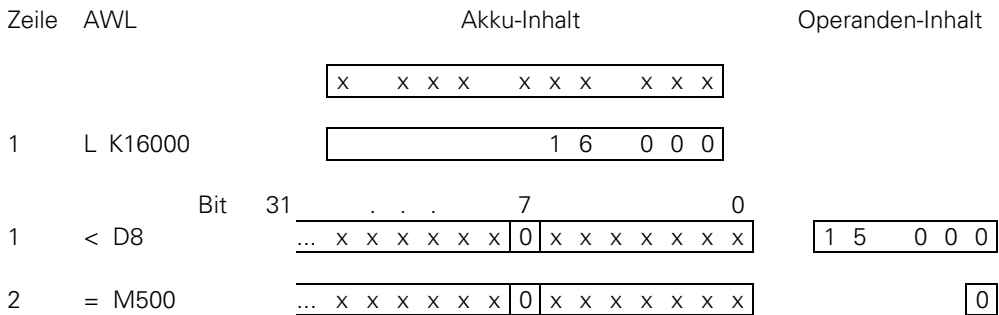 Zeile AWL Akku-Inhalt Operanden-Inhalt
x x x x x x x x x x
1 L K16000 1 6 0 0 0
Bit 31 . . . 7 0
1 < D8 ... x x x x x x 0 x x x x x x x 1 5 0 0 0
2 = M500 ... x x x x x x 0 x x x x x x x 0